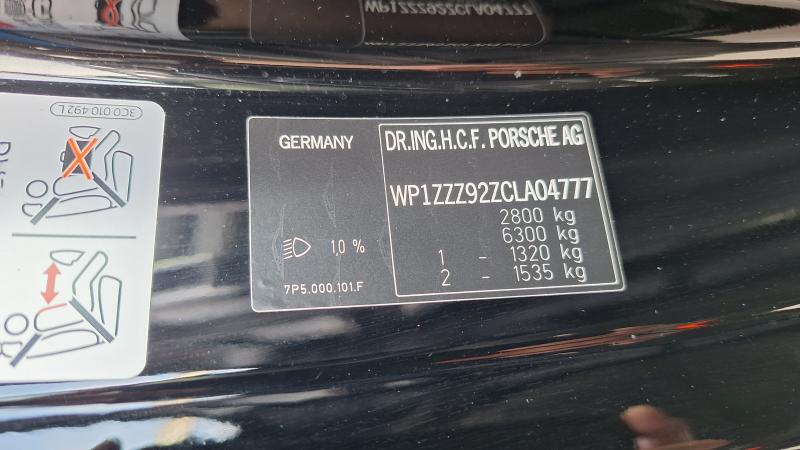 3C0 010 492 L
GERMANY
DR.ING.H.C.F. PORSCHE AG
WP1ZZZ92ZCLA04777
2800 kg
6300 kg
1 - 1320 kg
2 - 1535 kg
1,0 %
7P5.000.101.F
WP1ZZZ92ZCLA04777